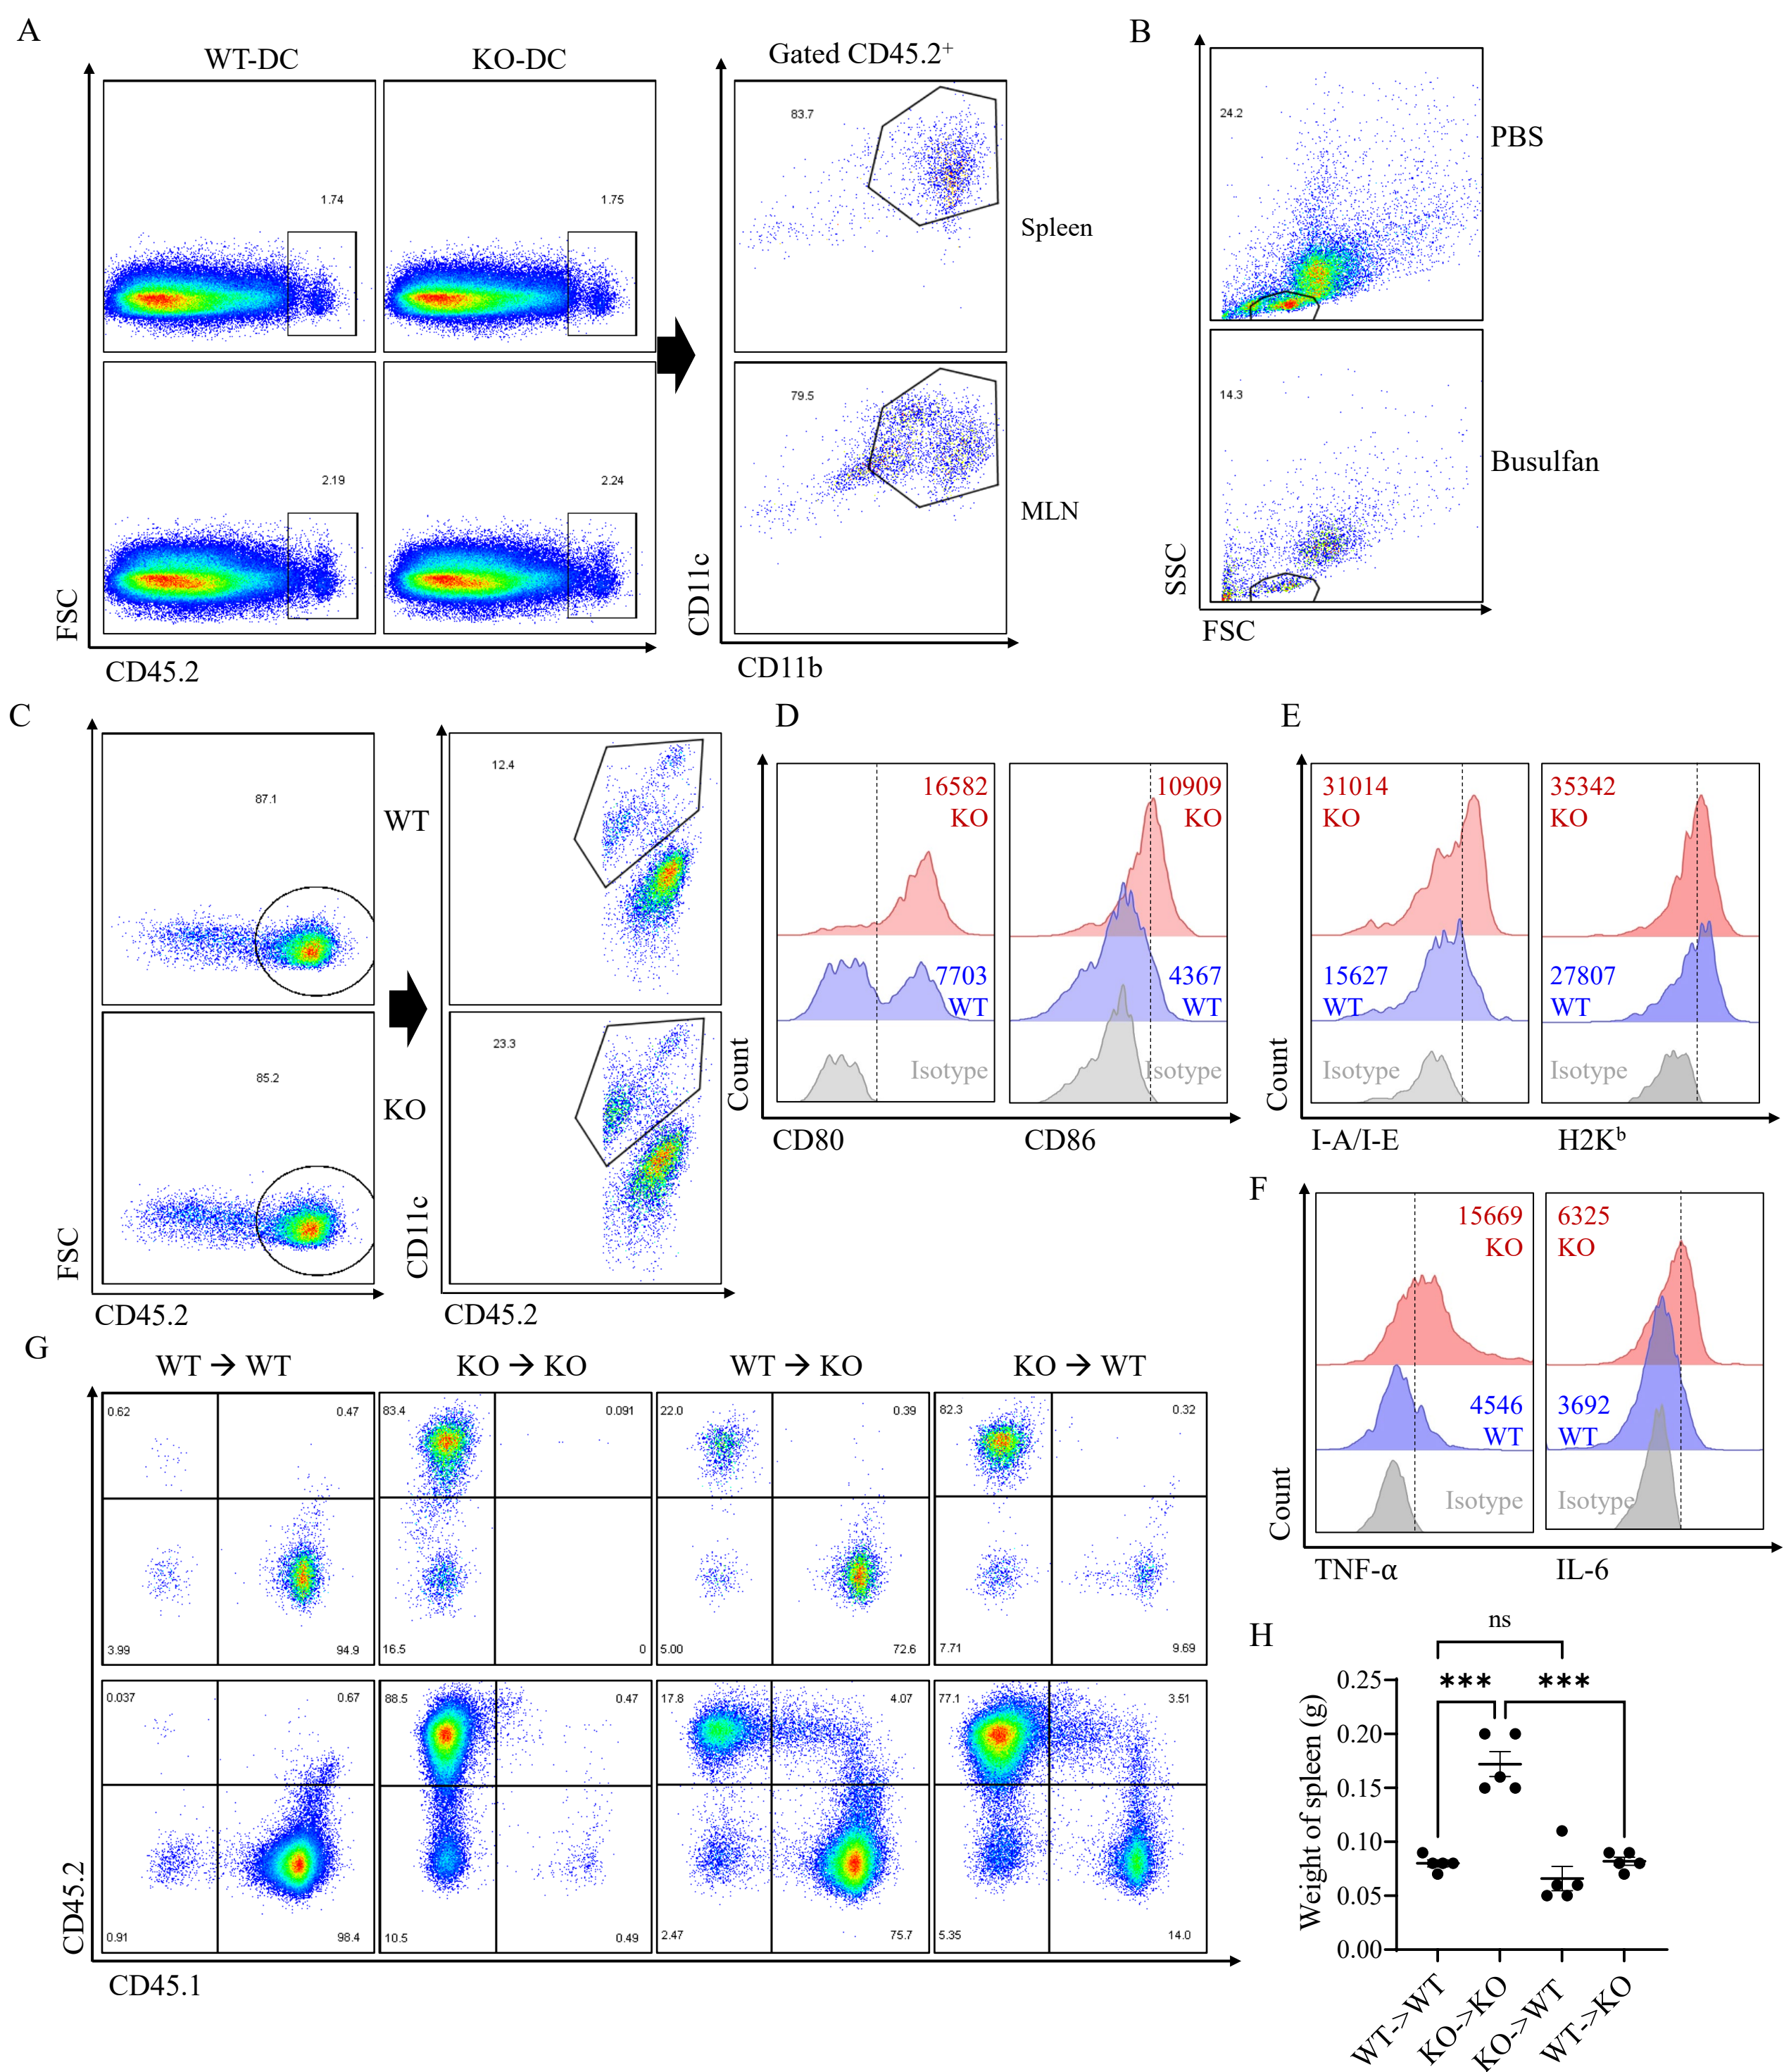 A
WT-DC
KO-DC
Gated CD45.2+
1.74
1.75
83.7
Spleen
2.19
2.24
79.5
MLN
FSC
CD45.2
CD11c
CD11b
B
24.2
PBS
14.3
Busulfan
SSC
FSC
C
87.1
WT
12.4
85.2
KO
23.3
FSC
CD45.2
CD11c
CD45.2
D
16582
KO
10909
KO
7703
WT
4367
WT
Isotype
Isotype
Count
CD80
CD86
E
31014
KO
35342
KO
15627
WT
27807
WT
Isotype
Isotype
Count
I-A/I-E
H2Kb
F
15669
KO
6325
KO
4546
WT
3692
WT
Isotype
Isotype
Count
TNF-α
IL-6
G
WT → WT
KO → KO
WT → KO
KO → WT
0.62
0.47
83.4
0.091
22.0
0.39
82.3
0.32
3.99
94.9
16.5
0
5.00
72.6
7.71
9.69
0.037
0.67
88.5
0.47
17.8
4.07
77.1
3.51
0.91
98.4
10.5
0.49
2.47
75.7
5.35
14.0
CD45.2
CD45.1
H
ns
*** ***
0.25
0.20
0.15
0.10
0.05
0.00
Weight of spleen (g)
WT->WT
KO->KO
KO->WT
WT->KO